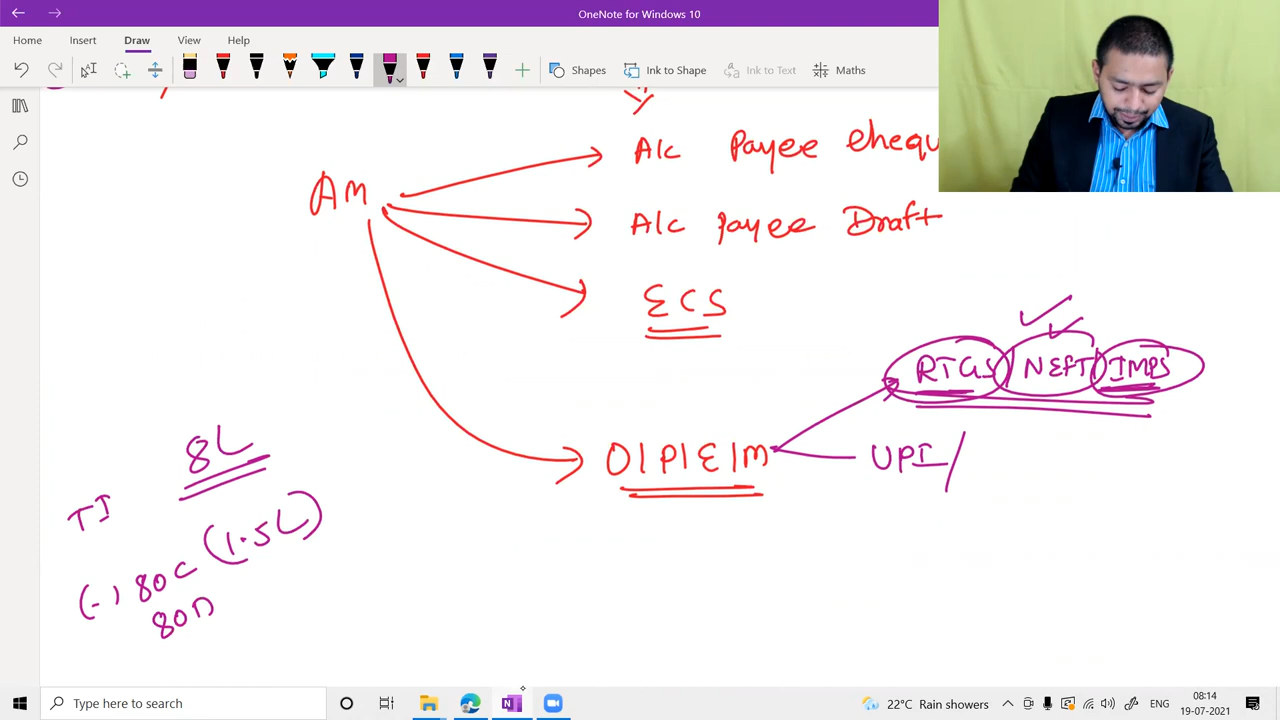 OneNote for Windows 10
Home Insert Draw View Help
Shapes Ink to Shape Ink to Text Maths
A/c Payee chequ
AM
A/c Payee Draft
ECS
RTGS / NEFT / IMPS
O|P|E|M
UPI /
8L
TI
(-) 80C (1.5L)
80D
Type here to search
22°C Rain showers
ENG
08:14
19-07-2021